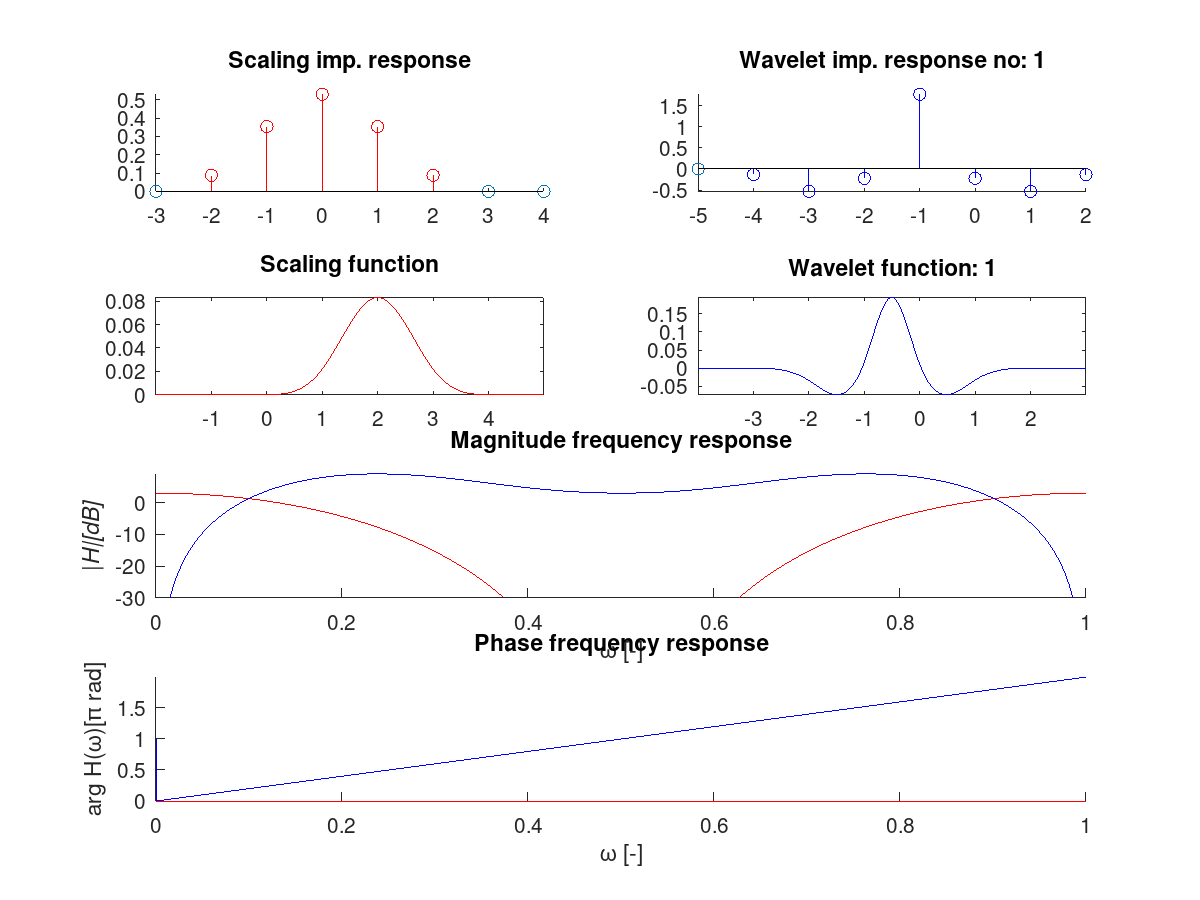 Scaling imp. response
0.5
0.4
0.3
0.2
0.1
0
-3 -2 -1 0 1 2 3 4
Wavelet imp. response no: 1
1.5
1
0.5
0
-0.5
-5 -4 -3 -2 -1 0 1 2
Scaling function
0.08
0.06
0.04
0.02
0
-1 0 1 2 3 4
Wavelet function: 1
0.15
0.1
0.05
0
-0.05
-3 -2 -1 0 1 2
Magnitude frequency response
|H|[dB]
0
-10
-20
-30
0 0.2 0.4 0.6 0.8 1
ω [-]
Phase frequency response
arg H(ω)[π rad]
1.5
1
0.5
0
0 0.2 0.4 0.6 0.8 1
ω [-]